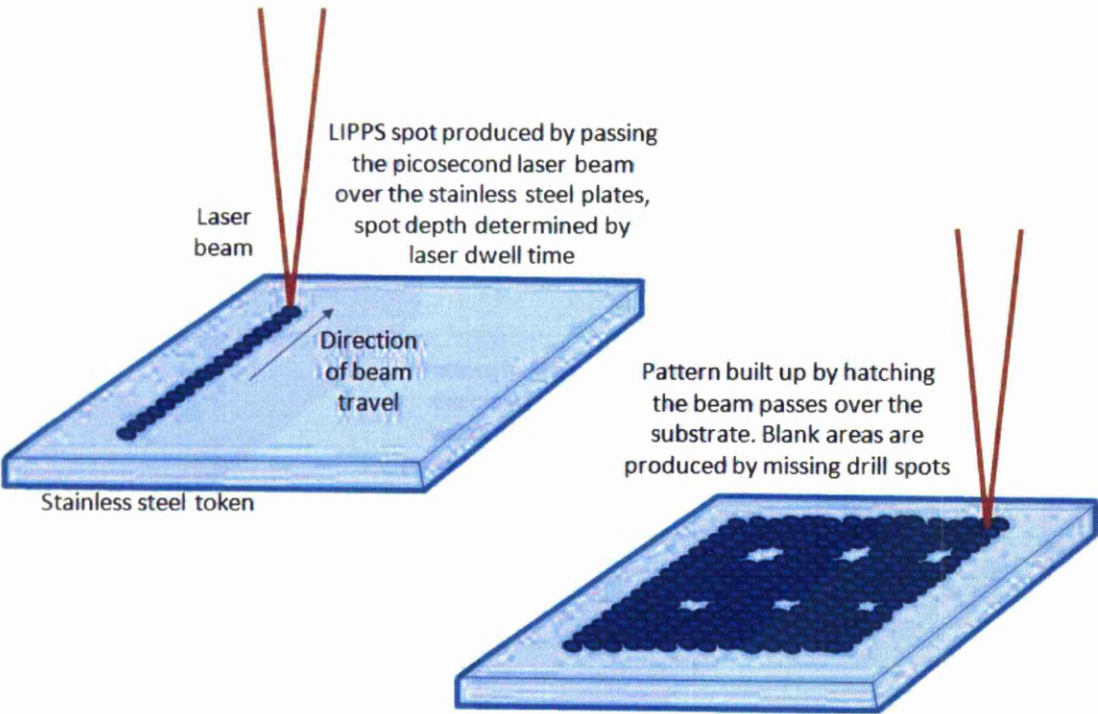 LIPPS spot produced by passing
the picosecond laser beam
over the stainless steel plates,
spot depth determined by
laser dwell time
Laser
beam
Direction
of beam
travel
Stainless steel token
Pattern built up by hatching
the beam passes over the
substrate. Blank areas are
produced by missing drill spots